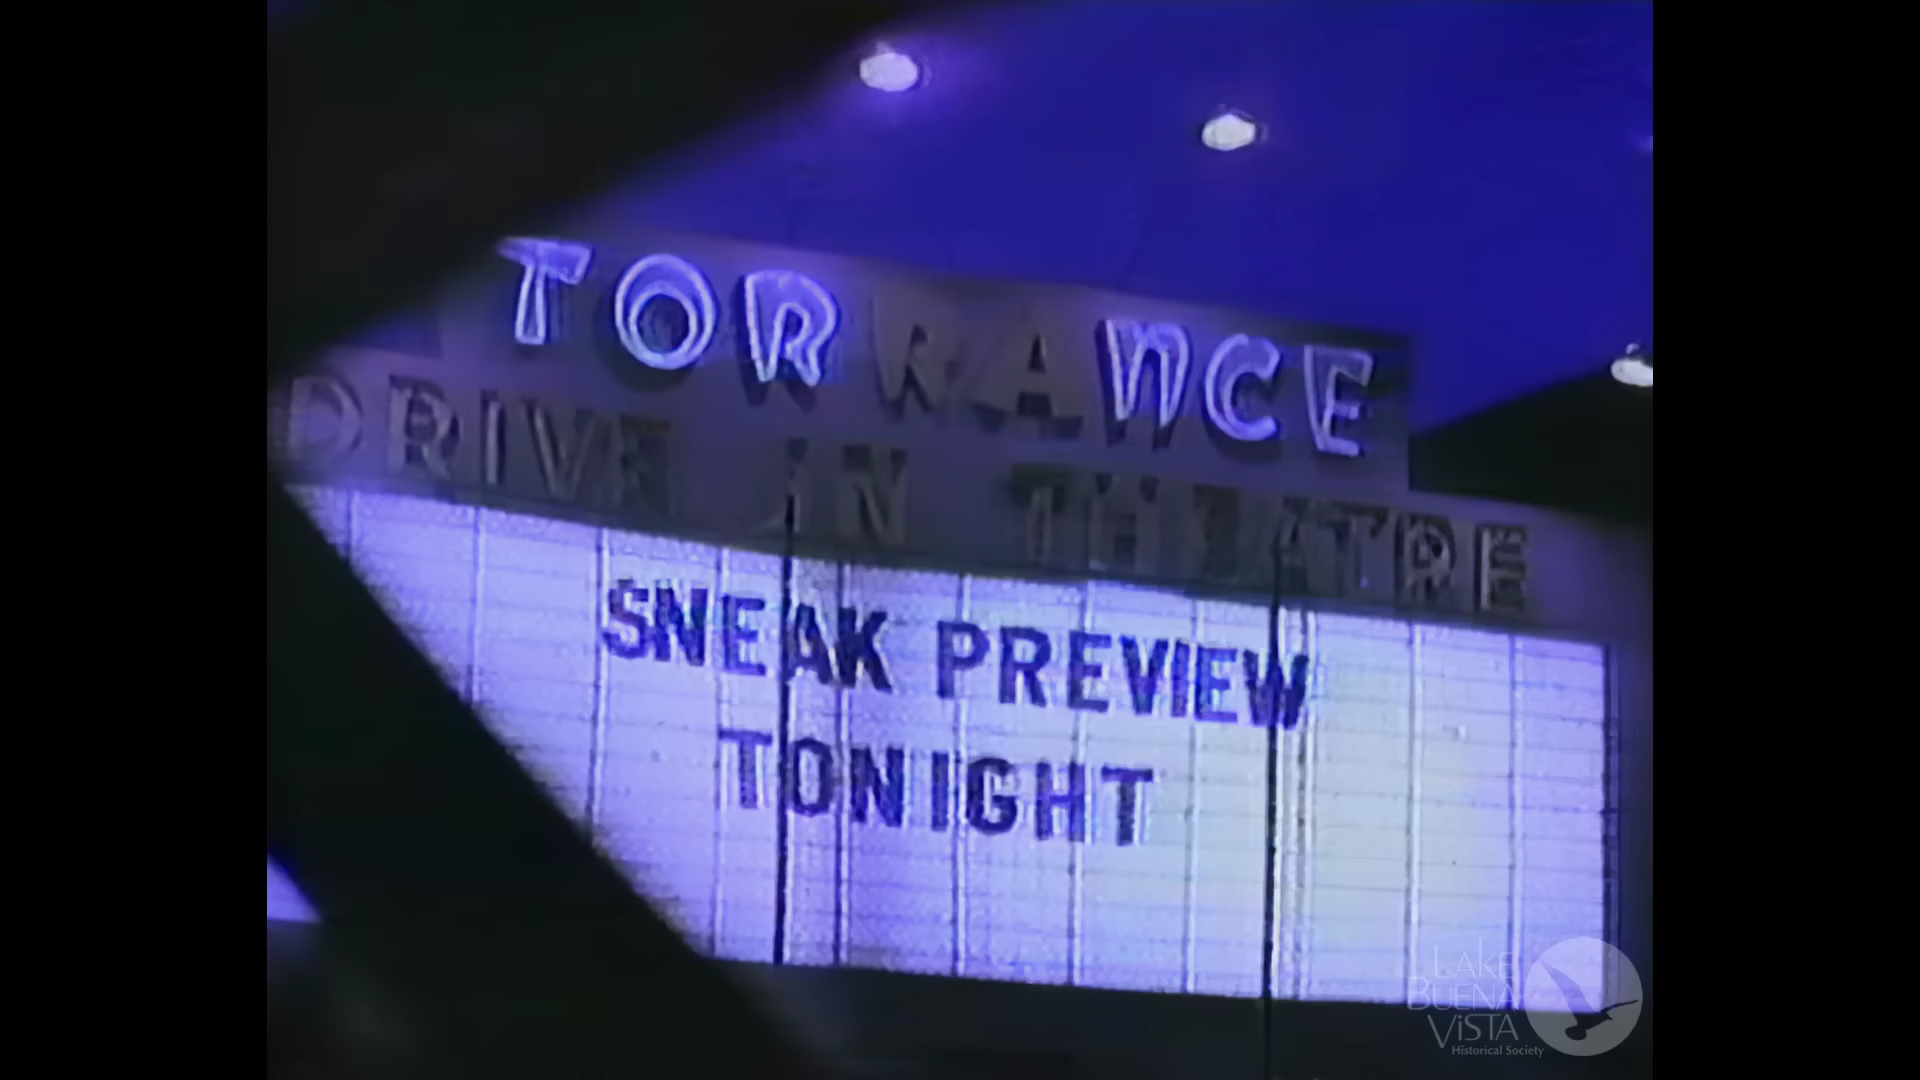 TORRANCE
DRIVE IN THEATRE
SNEAK PREVIEW
TONIGHT
LAKE
BUENA
VISTA
Historical Society